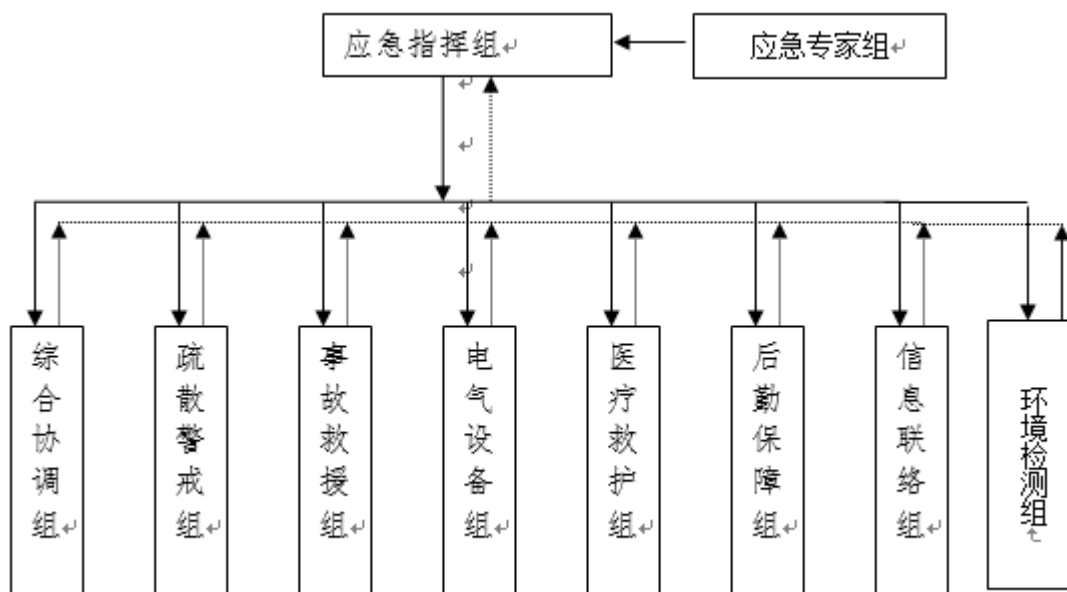 应急指挥组
应急专家组
综合协调组
疏散警戒组
事故救援组
电气设备组
医疗救护组
后勤保障组
信息联络组
环境检测组